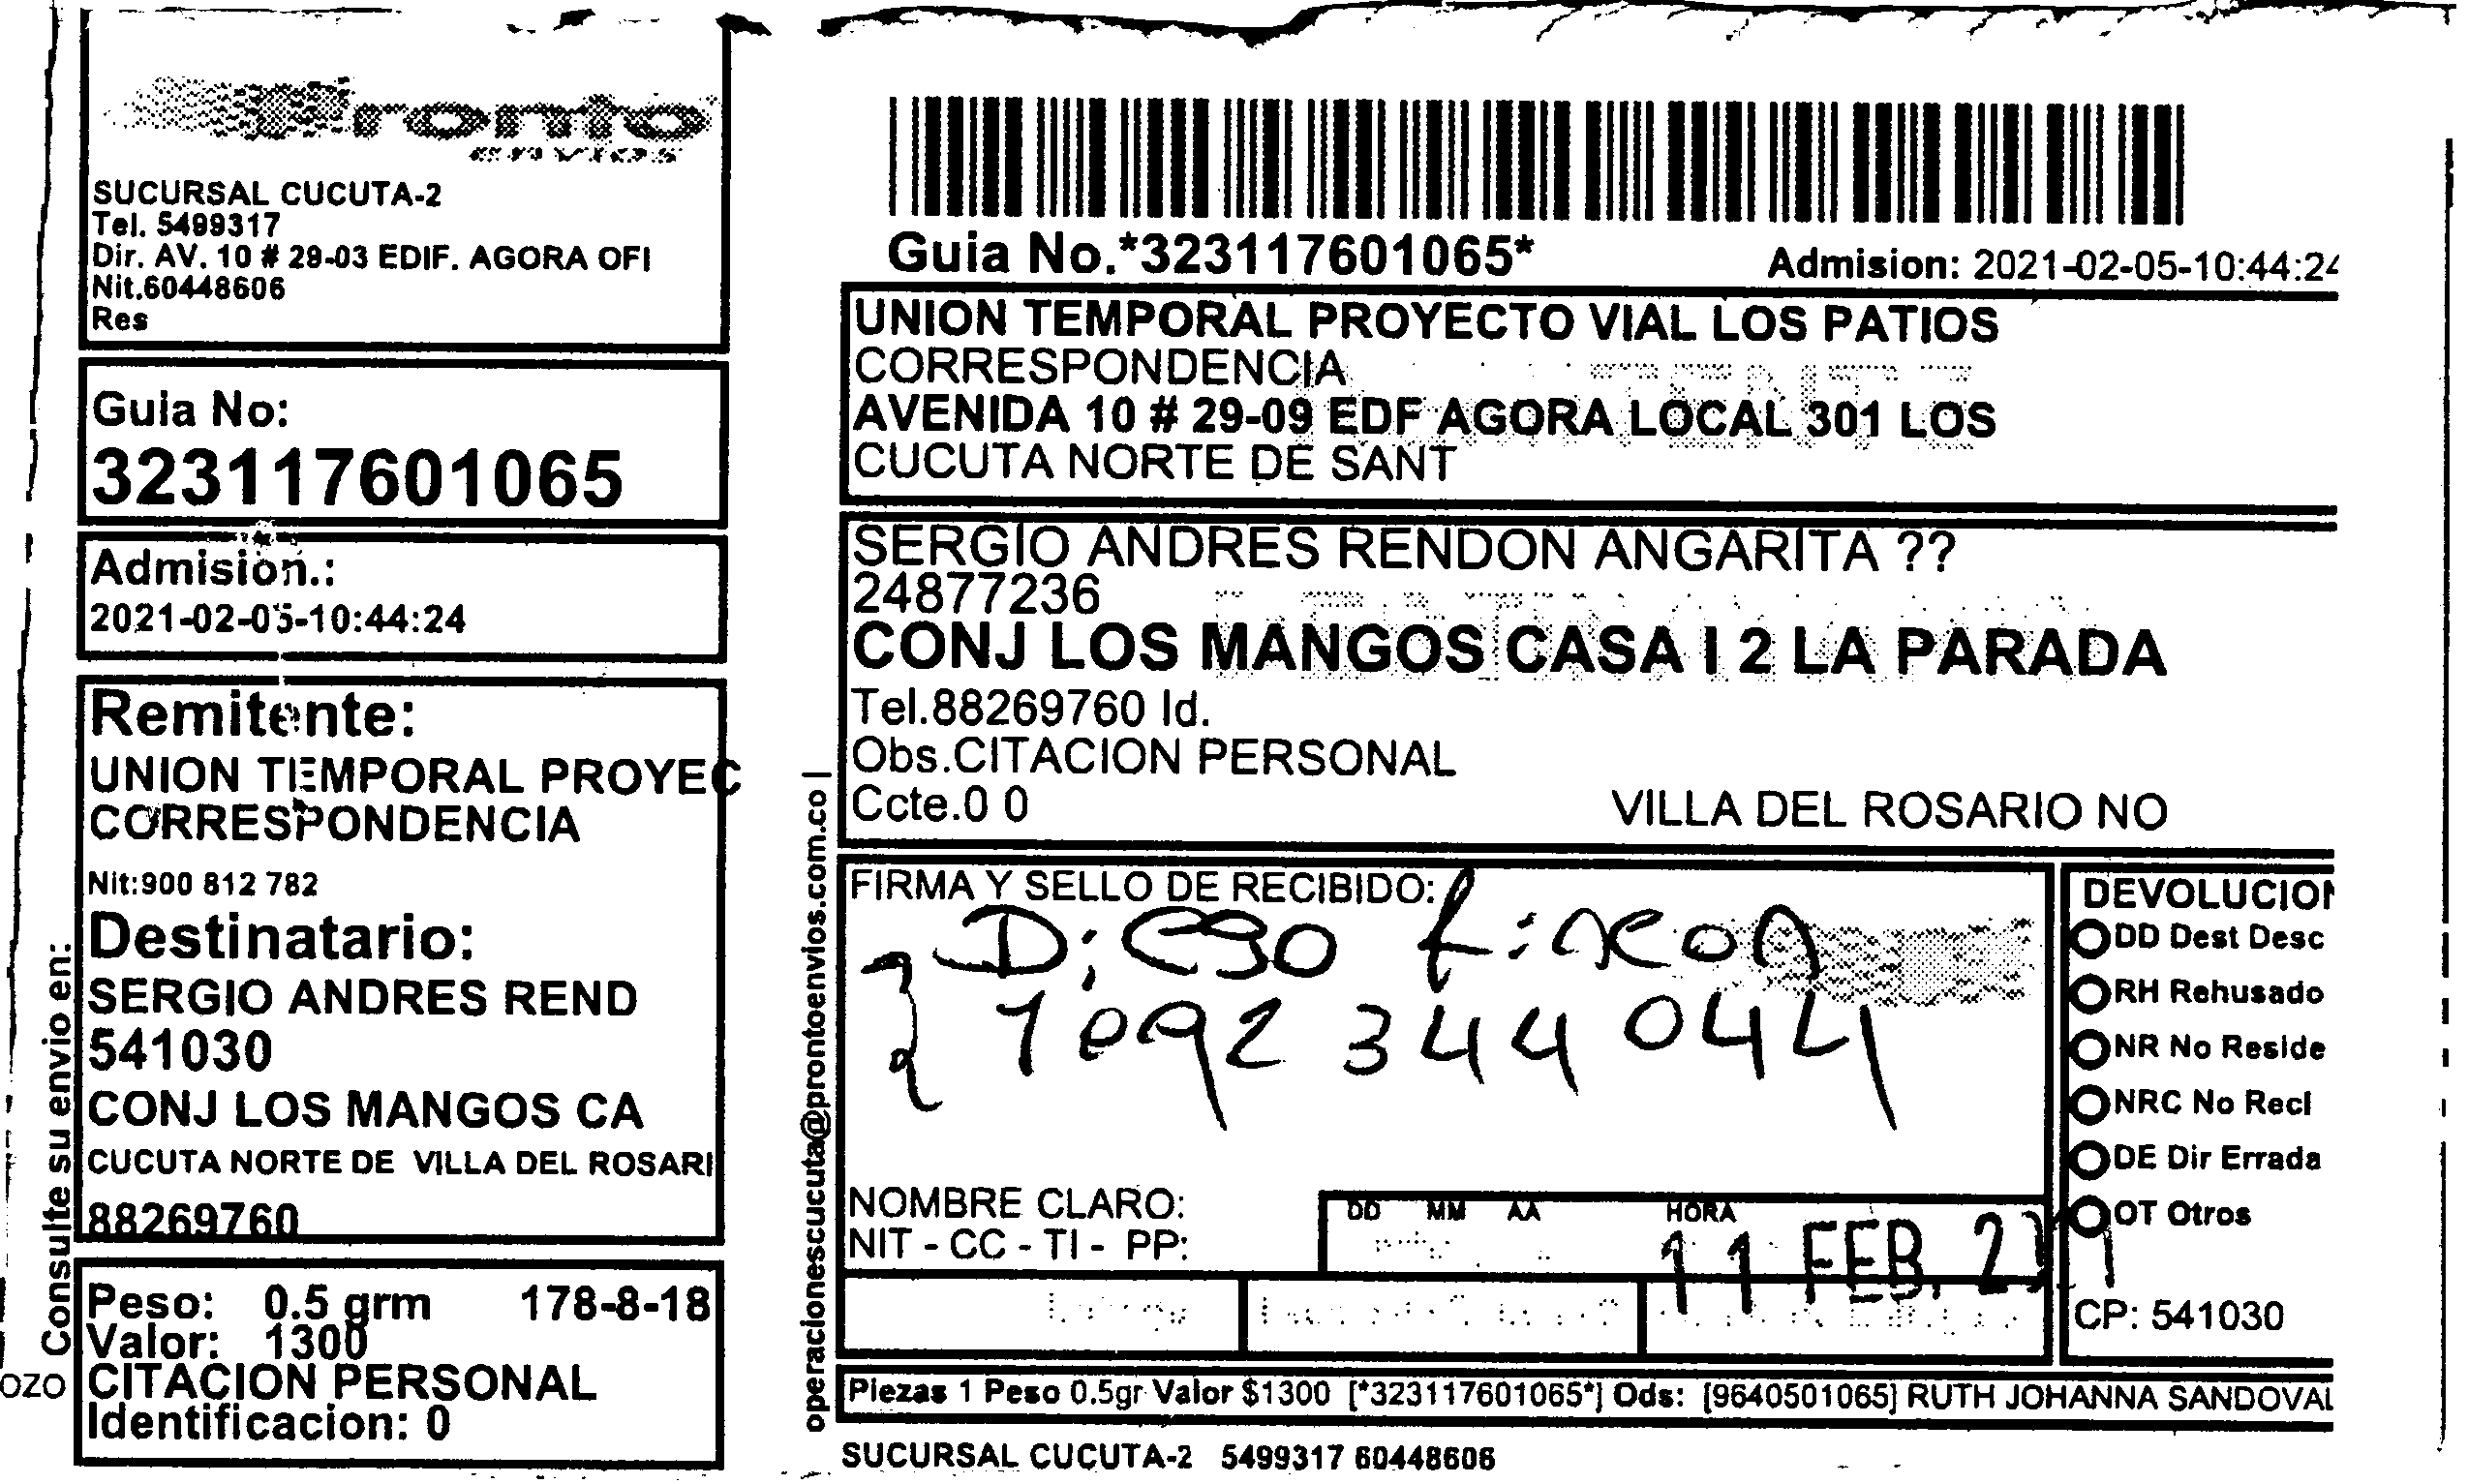 Pronto
envios
SUCURSAL CUCUTA-2
Tel. 5499317
Dir. AV. 10 # 29-03 EDIF. AGORA OFI
Nit.60448606
Res
Guia No:
323117601065
Admisión.:
2021-02-05-10:44:24
Remitente:
UNION TEMPORAL PROYEC
CORRESPONDENCIA
Nit:900 812 782
Destinatario:
SERGIO ANDRES REND
541030
CONJ LOS MANGOS CA
CUCUTA NORTE DE VILLA DEL ROSARI
88269760
Peso: 0.5 grm 178-8-18
Valor: 1300
CITACION PERSONAL
Identificacion: 0
Consulte su envio en:
OZO
operacionescucuta@prontoenvios.com.co |
Guia No.*323117601065*
Admision: 2021-02-05-10:44:24
UNION TEMPORAL PROYECTO VIAL LOS PATIOS
CORRESPONDENCIA
AVENIDA 10 # 29-09 EDF AGORA LOCAL 301 LOS
CUCUTA NORTE DE SANT
SERGIO ANDRES RENDON ANGARITA ??
24877236
CONJ LOS MANGOS CASA I 2 LA PARADA
Tel.88269760 Id.
Obs.CITACION PERSONAL
Ccte.0 0 VILLA DEL ROSARIO NO
FIRMA Y SELLO DE RECIBIDO:
Diego Rincon
1092344044
NOMBRE CLARO:
NIT - CC - TI - PP:
DD MM AA HORA
11 FEB. 2021
DEVOLUCION
DD Dest Desc
RH Rehusado
NR No Reside
NRC No Recl
DE Dir Errada
OT Otros
CP: 541030
Piezas 1 Peso 0.5gr Valor $1300 [*323117601065*] Ods: [9640501065] RUTH JOHANNA SANDOVAL
SUCURSAL CUCUTA-2 5499317 60448606